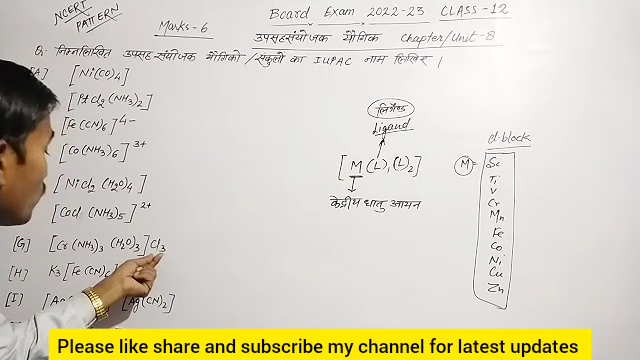 NCERT PATTERN
Marks-6
Board Exam 2022-23 CLASS-12
उपसहसंयोजक यौगिक Chapter/Unit-8
Q: निम्नलिखित उपसह संयोजक यौगिको/संकुलों का IUPAC नाम लिखिए।
[A] [Ni(CO)4]
[PtCl2(NH3)2]
[Fe(CN)6]4-
[Co(NH3)6]3+
[NiCl2(H2O)4]
[CoCl(NH3)5]2+
[G] [Cr(NH3)3(H2O)3]Cl3
[H] K3[Fe(CN)6
[I] [Ag(CN)2]
लिगैण्ड
Ligand
[M(L)1(L)2]
केंद्रीय धातु आयन
d-block
M = Sc
Ti
V
Cr
Mn
Fe
Co
Ni
Cu
Zn
Please like share and subscribe my channel for latest updates